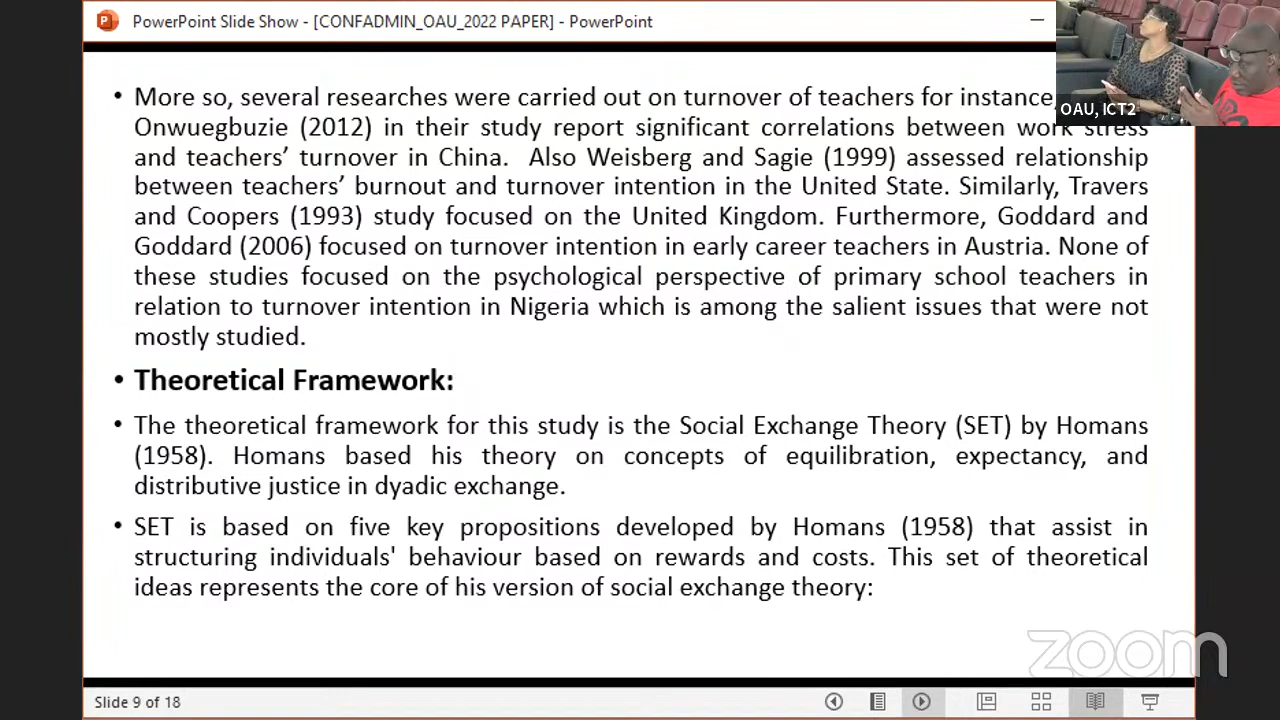 PowerPoint Slide Show - [CONFADMIN_OAU_2022 PAPER] - PowerPoint
OAU, ICT2
• More so, several researches were carried out on turnover of teachers for instance,
Onwuegbuzie (2012) in their study report significant correlations between work stress
and teachers’ turnover in China. Also Weisberg and Sagie (1999) assessed relationship
between teachers’ burnout and turnover intention in the United State. Similarly, Travers
and Coopers (1993) study focused on the United Kingdom. Furthermore, Goddard and
Goddard (2006) focused on turnover intention in early career teachers in Austria. None of
these studies focused on the psychological perspective of primary school teachers in
relation to turnover intention in Nigeria which is among the salient issues that were not
mostly studied.
• Theoretical Framework:
• The theoretical framework for this study is the Social Exchange Theory (SET) by Homans
(1958). Homans based his theory on concepts of equilibration, expectancy, and
distributive justice in dyadic exchange.
• SET is based on five key propositions developed by Homans (1958) that assist in
structuring individuals' behaviour based on rewards and costs. This set of theoretical
ideas represents the core of his version of social exchange theory:
zoom
Slide 9 of 18